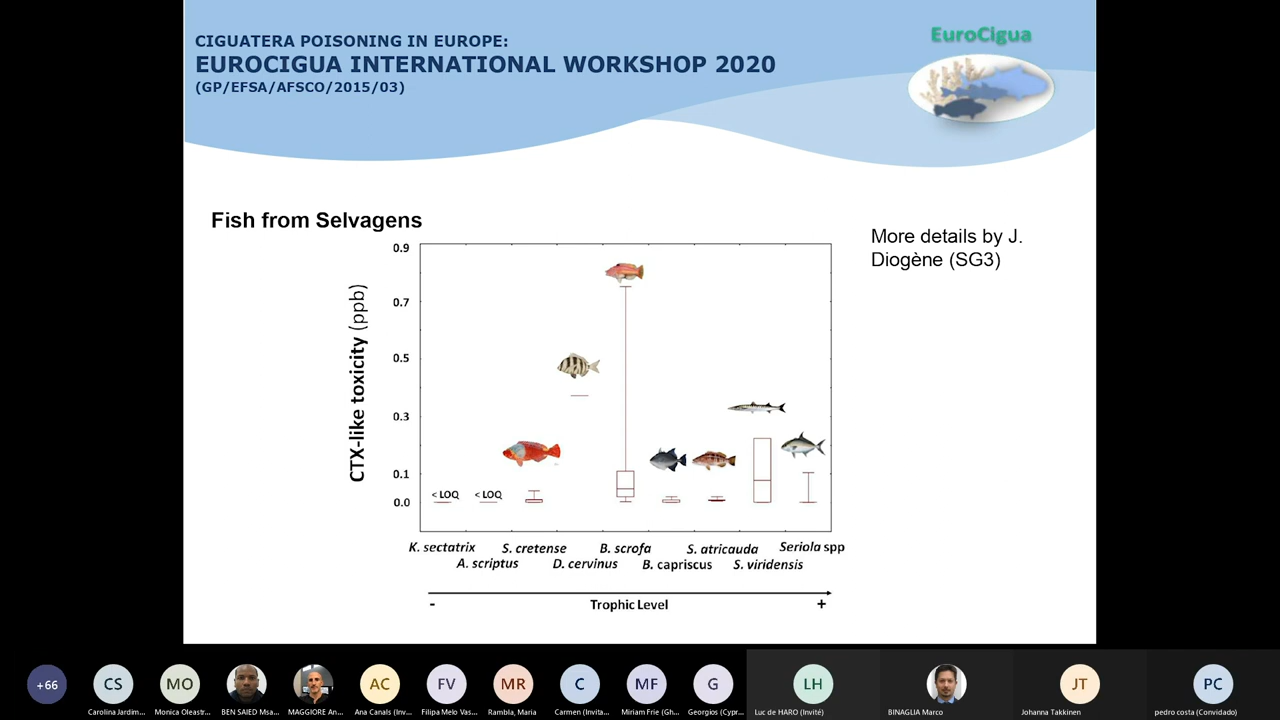 CIGUATERA POISONING IN EUROPE:
EUROCIGUA INTERNATIONAL WORKSHOP 2020
(GP/EFSA/AFSCO/2015/03)
EuroCigua
Fish from Selvagens
More details by J.
Diogène (SG3)
CTX-like toxicity (ppb)
0.9
0.7
0.5
0.3
0.1
0.0
< LOQ
< LOQ
K. sectatrix
A. scriptus
S. cretense
D. cervinus
B. scrofa
B. capriscus
S. atricauda
S. viridensis
Seriola spp
-
Trophic Level
+
+66
CS
Carolina Jardim...
MO
Monica Oleastr...
BEN SAIED Msa...
MAGGIORE An...
AC
Ana Canals (Inv...
FV
Filipa Melo Vas...
MR
Rambla, Maria
C
Carmen (Invita...
MF
Miriam Frie (Gh...
G
Georgios (Cypr...
LH
Luc de HARO (Invité)
BINAGLIA Marco
JT
Johanna Takkinen
PC
pedro costa (Convidado)